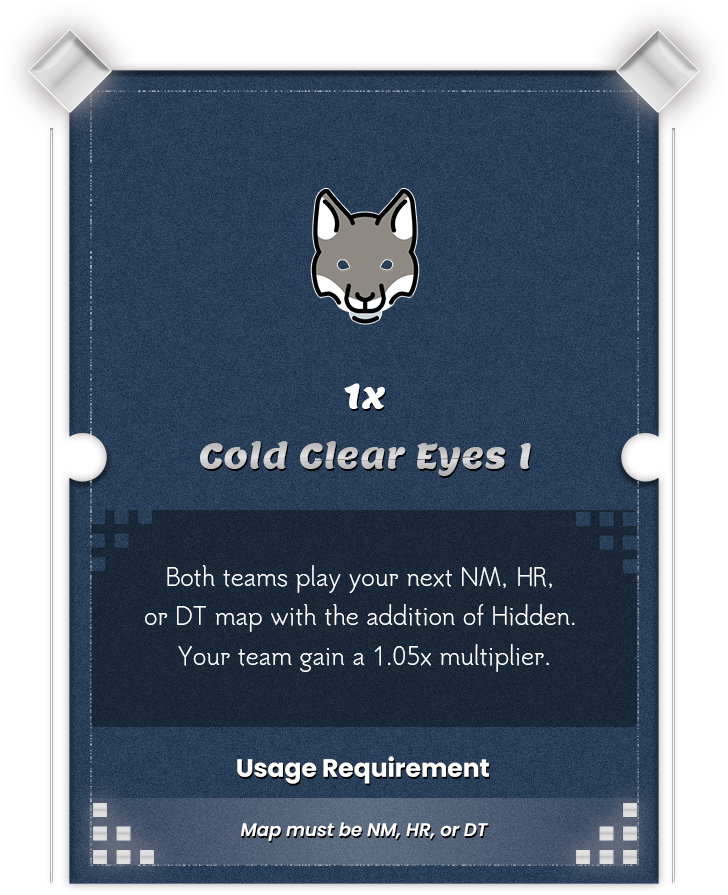 1x
Cold Clear Eyes I
Both teams play your next NM, HR,
or DT map with the addition of Hidden.
Your team gain a 1.05x multiplier.
Usage Requirement
Map must be NM, HR, or DT